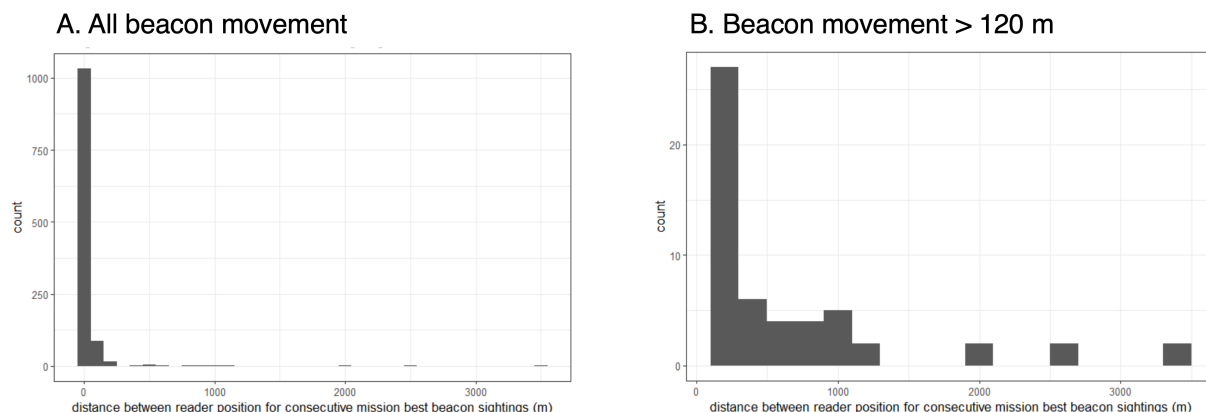 A. All beacon movement
B. Beacon movement > 120 m
1000
750
500
250
0
count
0
1000
2000
3000
distance between reader position for consecutive mission best beacon sightings (m)
20
10
0
count
0
1000
2000
3000
distance between reader position for consecutive mission best beacon sightings (m)